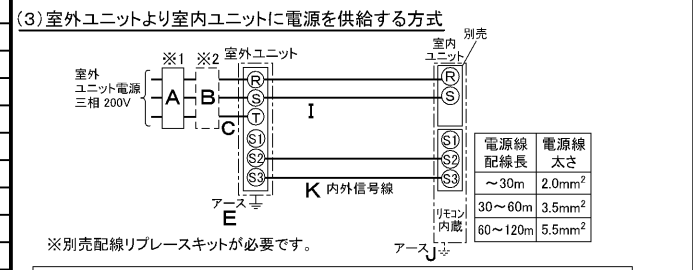 (3)室外ユニットより室内ユニットに電源を供給する方式
※1
※2
室外ユニット
室内
ユニット
別売
室外
ユニット電源
三相 200V
A
B
C
R
S
T
S1
S2
S3
I
R
S
S1
S2
S3
K 内外信号線
アース
E
リモコン
内蔵
アース
J
※別売配線リプレースキットが必要です。
電源線配線長 電源線太さ
～30m 2.0mm²
30～60m 3.5mm²
60～120m 5.5mm²